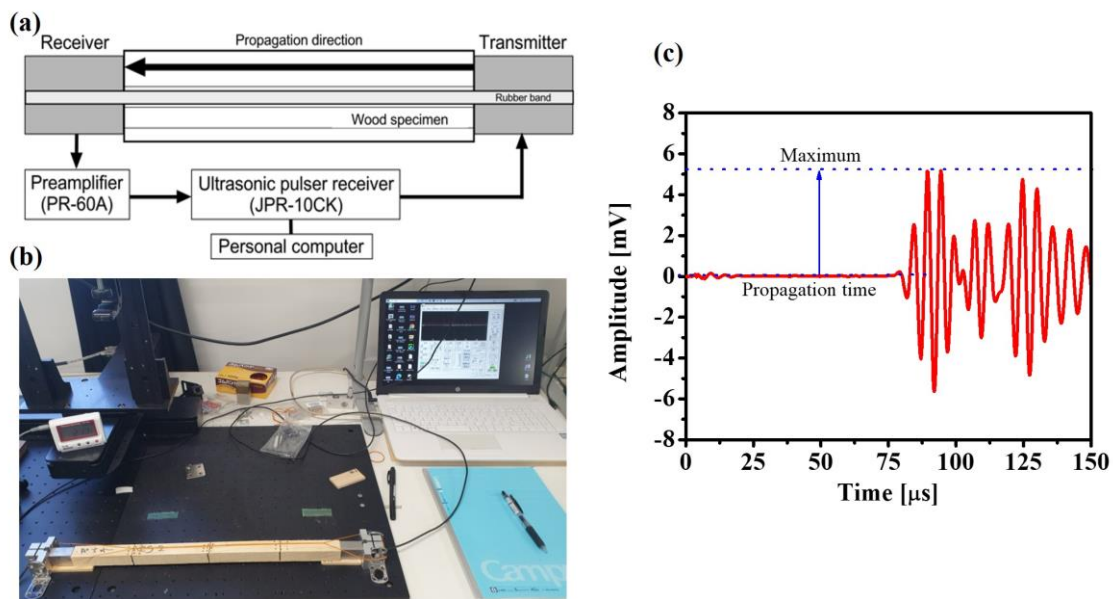 (a)
Receiver
Propagation direction
Transmitter
Rubber band
Wood specimen
Preamplifier
(PR-60A)
Ultrasonic pulser receiver
(JPR-10CK)
Personal computer
(b)
Camp
(c)
8
6
4
2
0
-2
-4
-6
-8
Amplitude [mV]
Maximum
Propagation time
0
25
50
75
100
125
150
Time [μs]